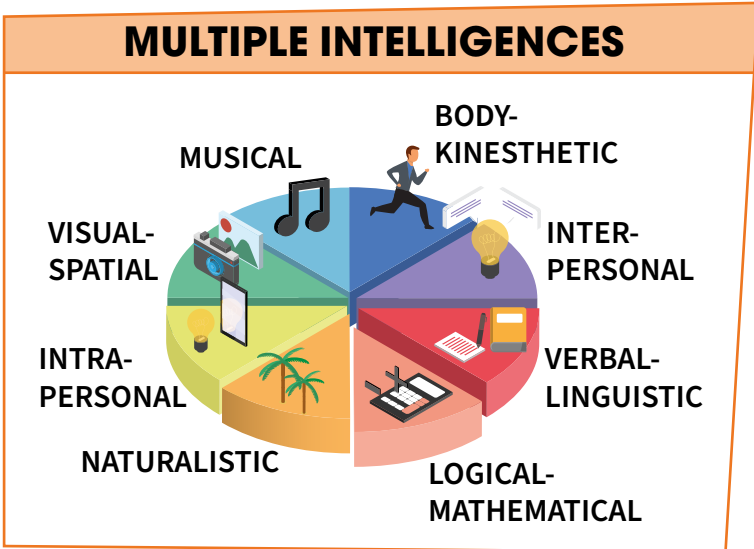 MULTIPLE INTELLIGENCES
BODY-
KINESTHETIC
MUSICAL
VISUAL-
SPATIAL
INTER-
PERSONAL
INTRA-
PERSONAL
VERBAL-
LINGUISTIC
NATURALISTIC
LOGICAL-
MATHEMATICAL